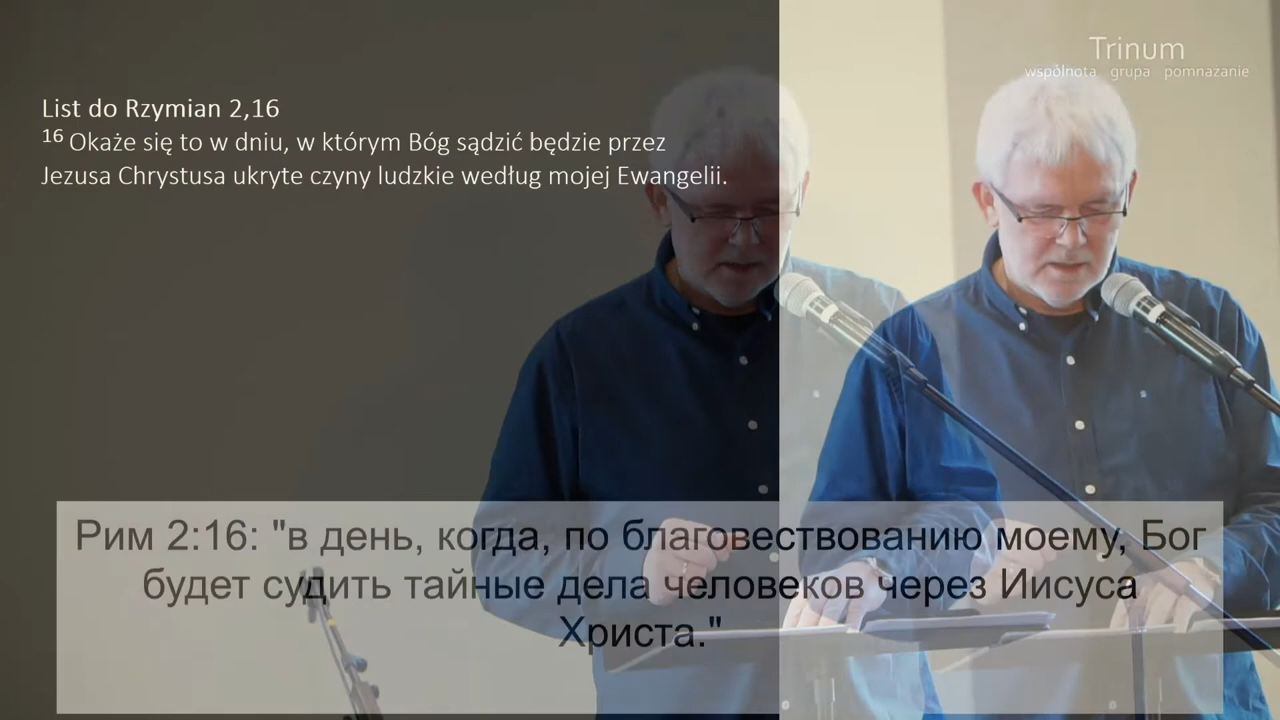 Trinum
wspólnota grupa pomnażanie
List do Rzymian 2,16
16 Okaże się to w dniu, w którym Bóg sądzić będzie przez
Jezusa Chrystusa ukryte czyny ludzkie według mojej Ewangelii.
Рим 2:16: "в день, когда, по благовествованию моему, Бог
будет судить тайные дела человеков через Иисуса
Христа."